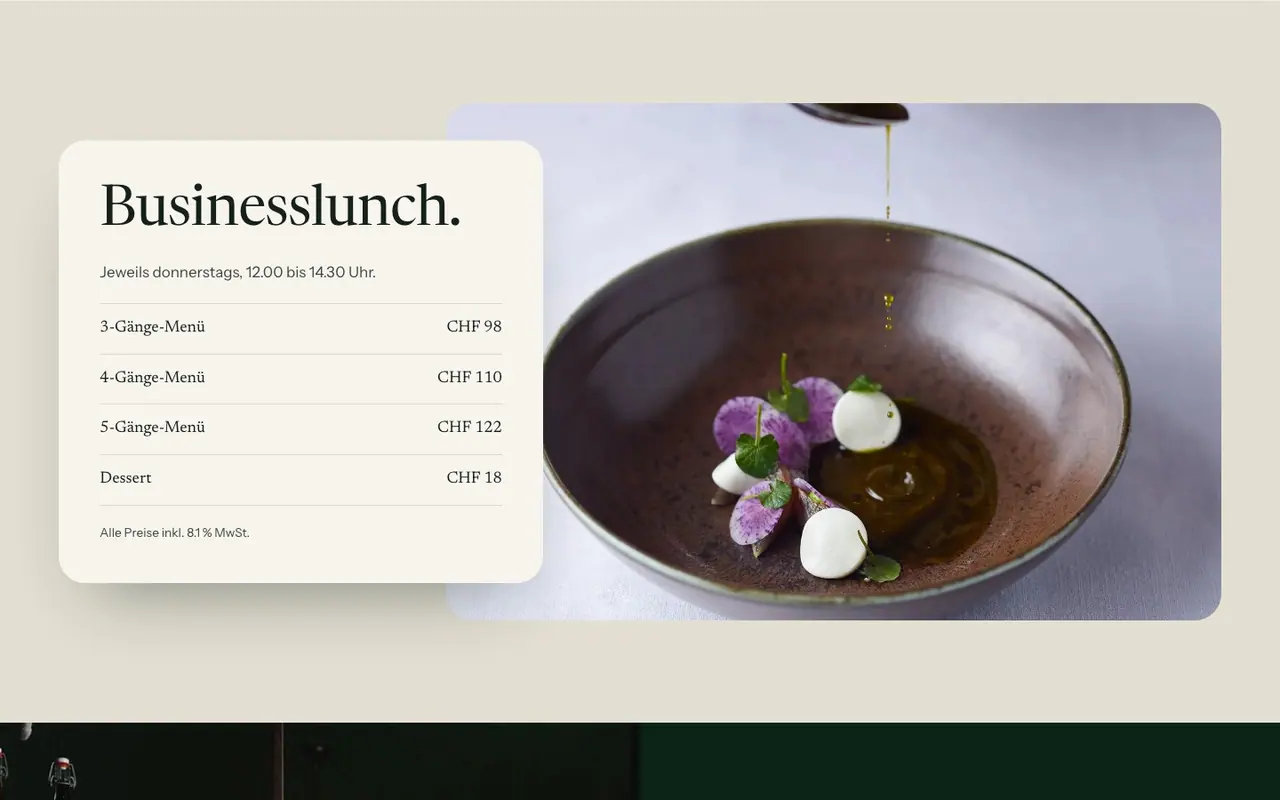 Businesslunch.
Jeweils donnerstags, 12.00 bis 14.30 Uhr.
3-Gänge-Menü CHF 98
4-Gänge-Menü CHF 110
5-Gänge-Menü CHF 122
Dessert CHF 18
Alle Preise inkl. 8.1 % MwSt.